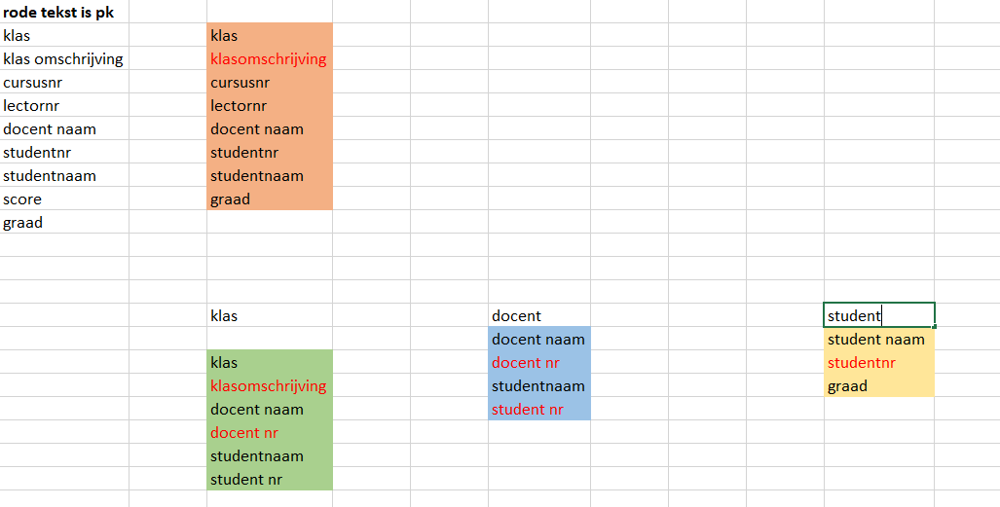 rode tekst is pk
klas klas
klas omschrijving klasomschrijving
cursusnr cursusnr
lectornr lectornr
docent naam docent naam
studentnr studentnr
studentnaam studentnaam
score graad
graad
klas docent student
docent naam student naam
klas docent nr studentnr
klasomschrijving studentnaam graad
docent naam student nr
docent nr
studentnaam
student nr